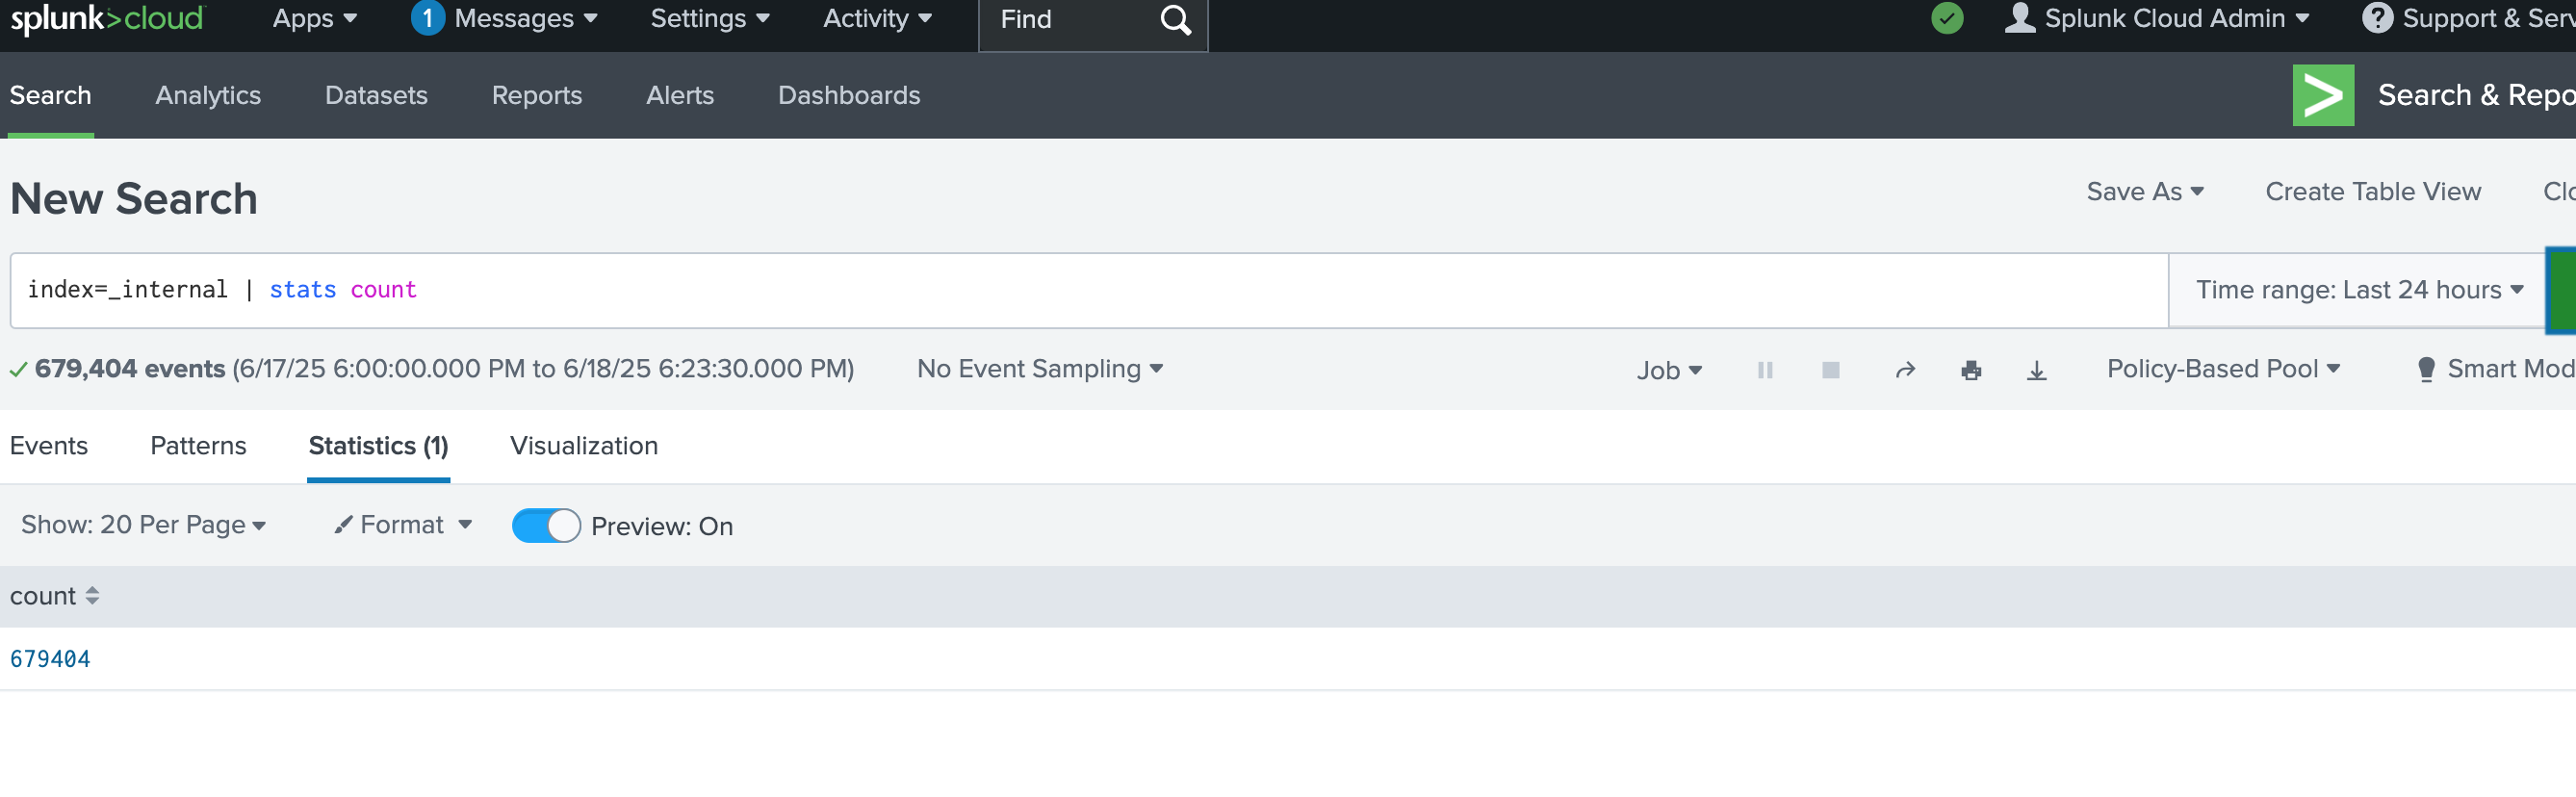 splunk>cloud Apps 1 Messages Settings Activity Find Splunk Cloud Admin ? Support & Serv
Search Analytics Datasets Reports Alerts Dashboards > Search & Repo
New Search Save As Create Table View Clo
index=_internal | stats count Time range: Last 24 hours
679,404 events (6/17/25 6:00:00.000 PM to 6/18/25 6:23:30.000 PM) No Event Sampling Job Policy-Based Pool Smart Mod
Events Patterns Statistics (1) Visualization
Show: 20 Per Page Format Preview: On
count
679404